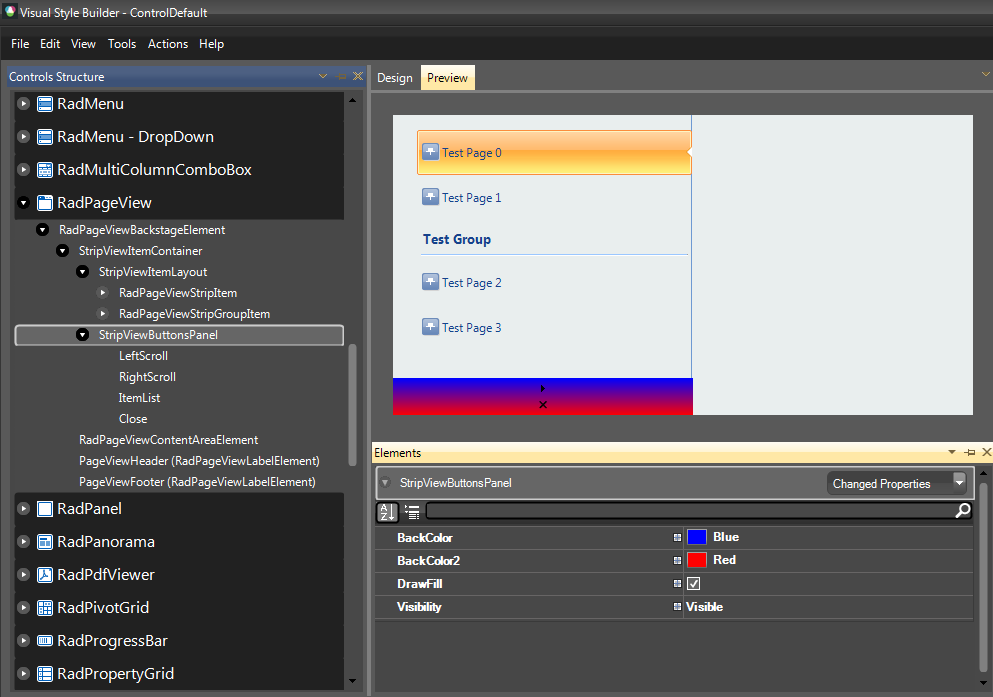 Visual Style Builder - ControlDefault
File Edit View Tools Actions Help
Controls Structure
RadMenu
RadMenu - DropDown
RadMultiColumnComboBox
RadPageView
RadPageViewBackstageElement
StripViewItemContainer
StripViewItemLayout
RadPageViewStripItem
RadPageViewStripGroupItem
StripViewButtonsPanel
LeftScroll
RightScroll
ItemList
Close
RadPageViewContentAreaElement
PageViewHeader (RadPageViewLabelElement)
PageViewFooter (RadPageViewLabelElement)
RadPanel
RadPanorama
RadPdfViewer
RadPivotGrid
RadProgressBar
RadPropertyGrid
Design Preview
Test Page 0
Test Page 1
Test Group
Test Page 2
Test Page 3
Elements
StripViewButtonsPanel Changed Properties
BackColor Blue
BackColor2 Red
DrawFill
Visibility Visible